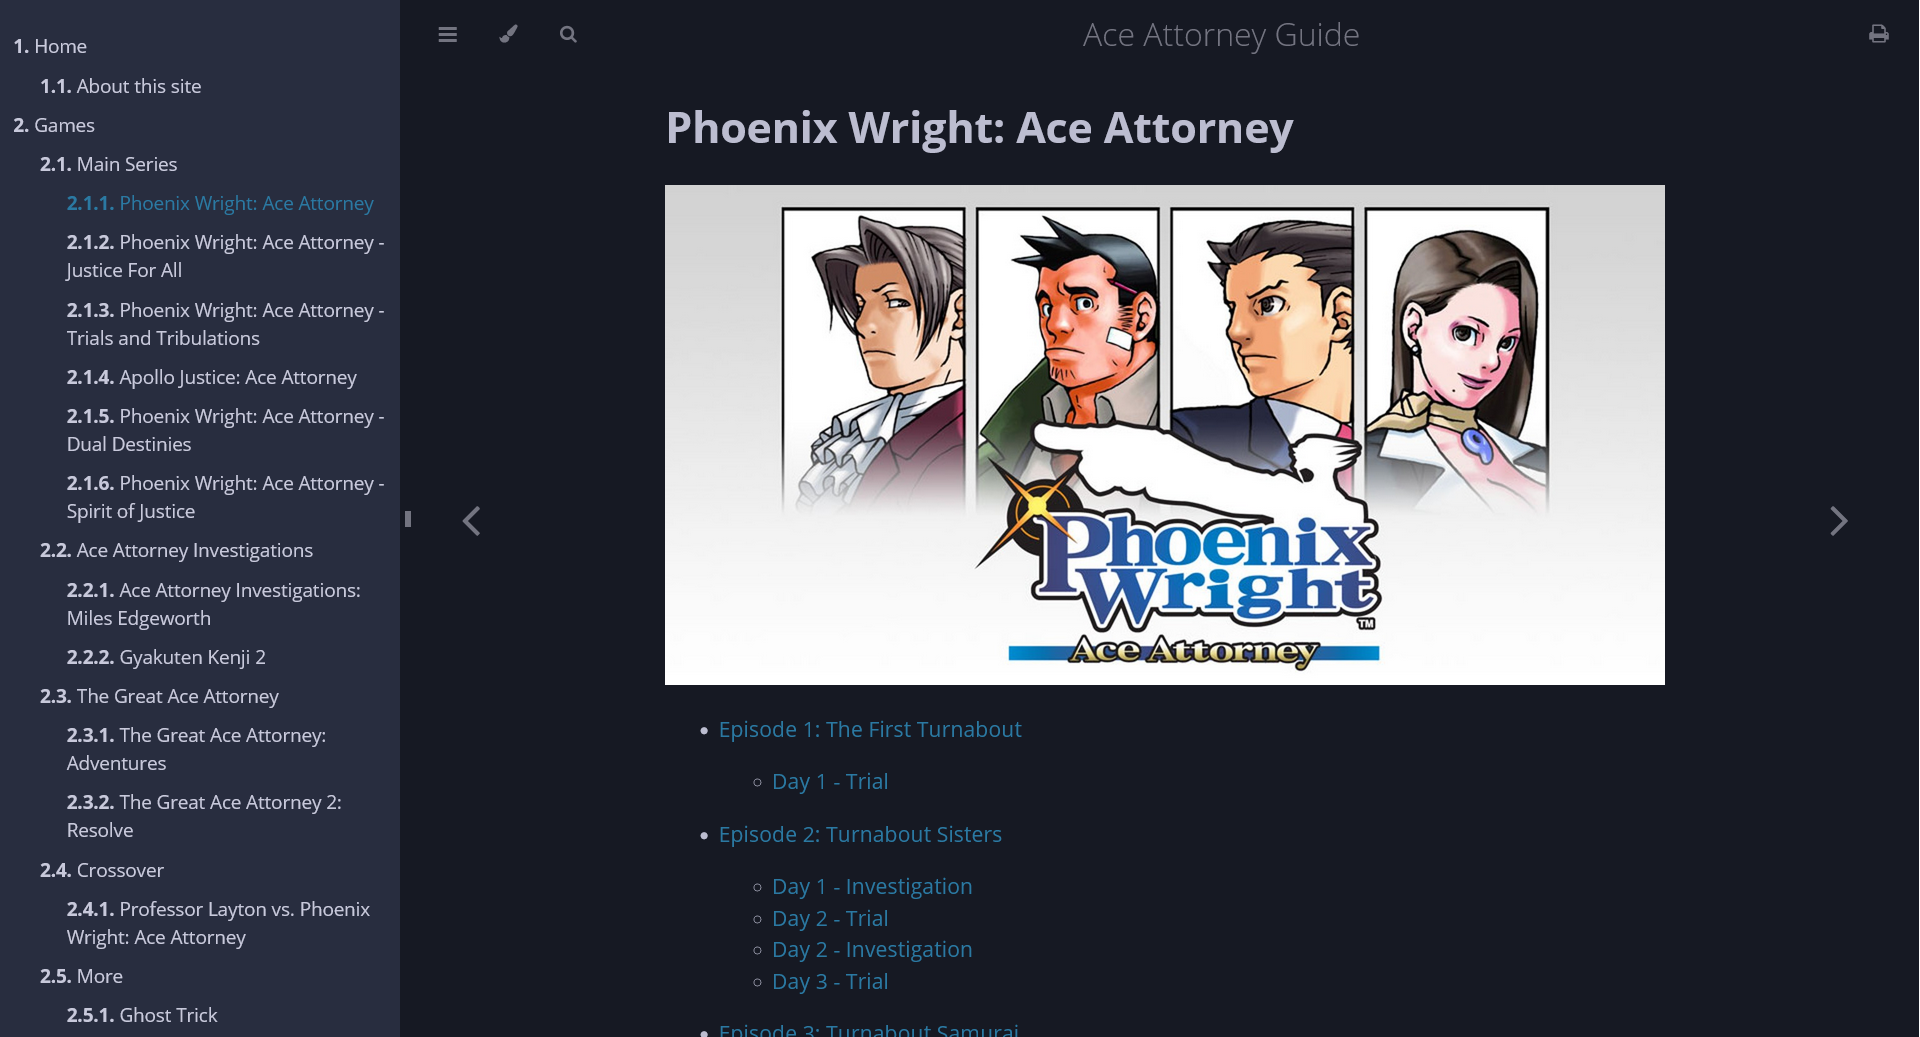 1. Home
1.1. About this site
2. Games
2.1. Main Series
2.1.1. Phoenix Wright: Ace Attorney
2.1.2. Phoenix Wright: Ace Attorney -
Justice For All
2.1.3. Phoenix Wright: Ace Attorney -
Trials and Tribulations
2.1.4. Apollo Justice: Ace Attorney
2.1.5. Phoenix Wright: Ace Attorney -
Dual Destinies
2.1.6. Phoenix Wright: Ace Attorney -
Spirit of Justice
2.2. Ace Attorney Investigations
2.2.1. Ace Attorney Investigations:
Miles Edgeworth
2.2.2. Gyakuten Kenji 2
2.3. The Great Ace Attorney
2.3.1. The Great Ace Attorney:
Adventures
2.3.2. The Great Ace Attorney 2:
Resolve
2.4. Crossover
2.4.1. Professor Layton vs. Phoenix
Wright: Ace Attorney
2.5. More
2.5.1. Ghost Trick
Ace Attorney Guide
Phoenix Wright: Ace Attorney
Phoenix
Wright
TM
Ace Attorney
Episode 1: The First Turnabout
Day 1 - Trial
Episode 2: Turnabout Sisters
Day 1 - Investigation
Day 2 - Trial
Day 2 - Investigation
Day 3 - Trial
Episode 3: Turnabout Samurai